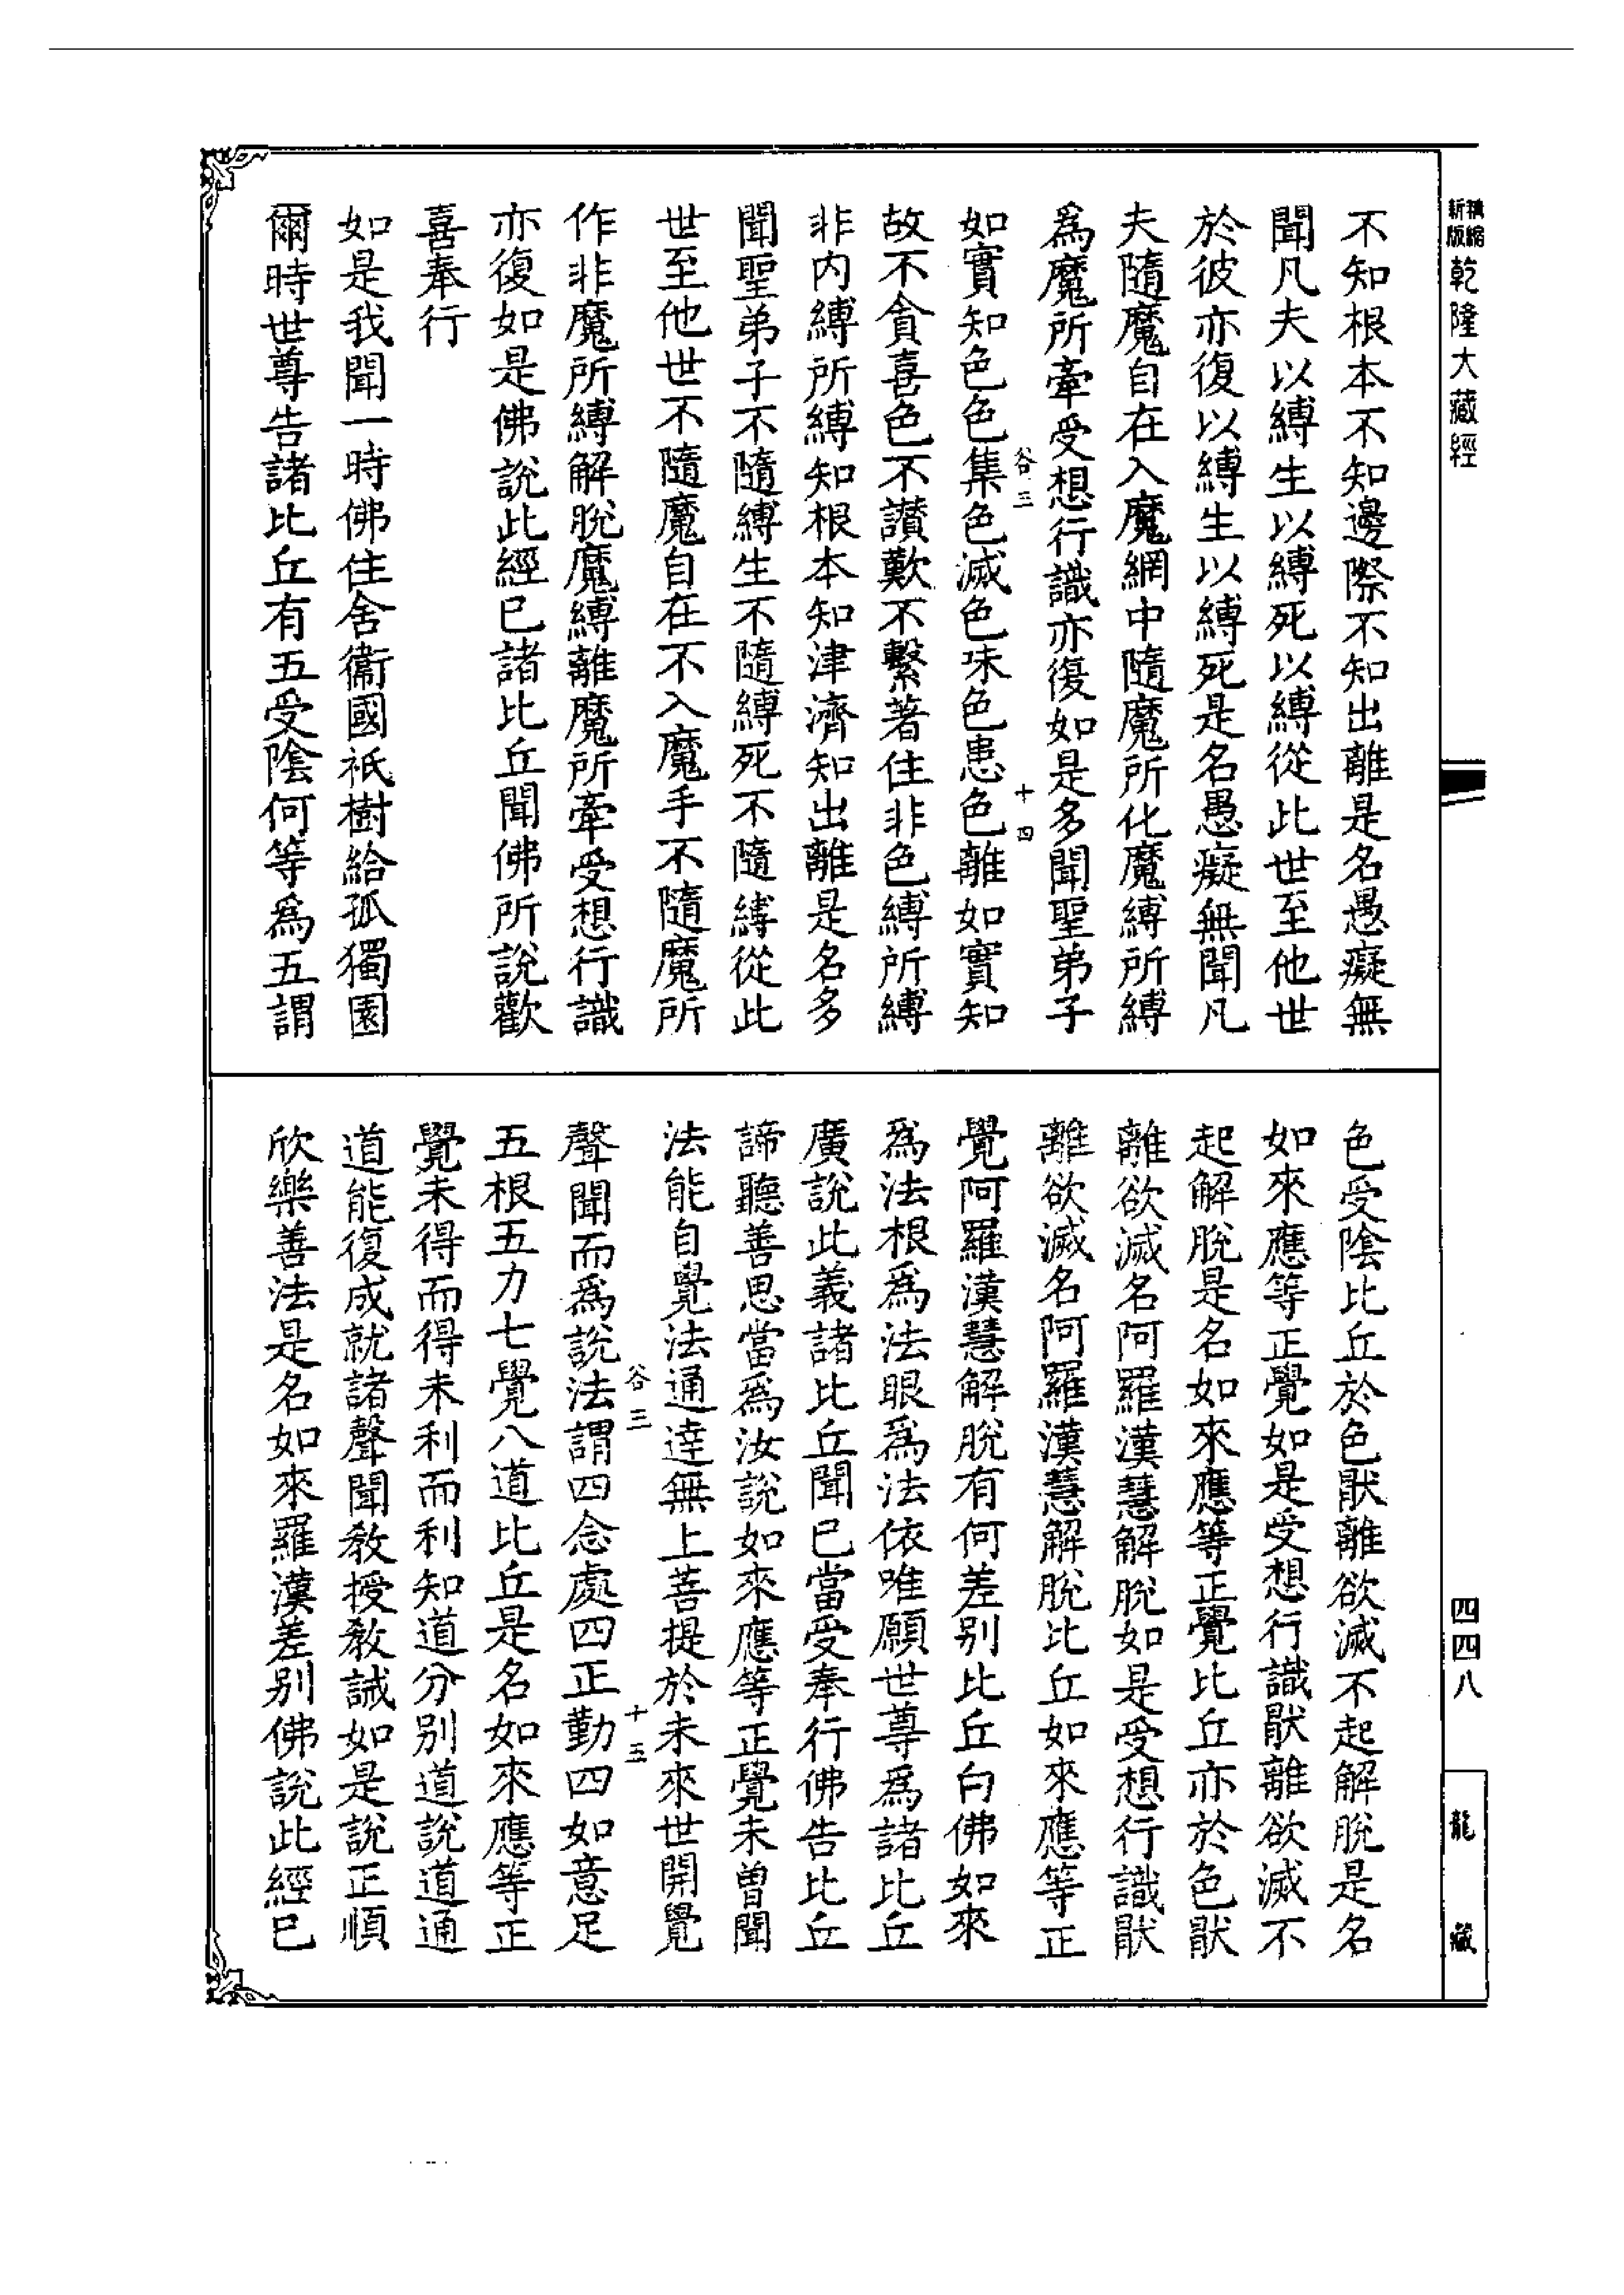 精縮
新版
乾隆大藏經
不知根本不知邊際不知出離是名愚癡無
聞凡夫以縛生以縛死以縛從此世至他世
於彼亦復以縛生以縛死是名愚癡無聞凡
夫隨魔自在入魔網中隨魔所化魔縛所縛
爲魔所牽受想行識亦復如是多聞聖弟子
谷三
十四
如實知色色集色滅色味色患色離如實知
故不貪喜色不讃歎不繫著住非色縛所縛
非内縛所縛知根本知津濟知出離是名多
聞聖弟子不隨縛生不隨縛死不隨縛從此
世至他世不隨魔自在不入魔手不隨魔所
作非魔所縛解脫魔縛離魔所牽受想行識
亦復如是佛說此經已諸比丘聞佛所說歡
喜奉行
如是我聞一時佛住舍衞國祇樹給孤獨園
爾時世尊告諸比丘有五受陰何等爲五謂
色受陰比丘於色厭離欲滅不起解脫是名
如來應等正覺如是受想行識厭離欲滅不
起解脫是名如來應等正覺比丘亦於色厭
離欲滅名阿羅漢慧解脫如是受想行識厭
離欲滅名阿羅漢慧解脫比丘如來應等正
覺阿羅漢慧解脫有何差别比丘白佛如來
爲法根爲法眼爲法依唯願世尊爲諸比丘
廣說此義諸比丘聞已當受奉行佛告比丘
諦聽善思當爲汝說如來應等正覺未曽聞
法能自覺法通達無上菩提於未來世開覺
谷三
十五
聲聞而爲說法謂四念處四正勤四如意足
五根五力七覺八道比丘是名如來應等正
覺未得而得未利而利知道分别道說道通
道能復成就諸聲聞教授教誡如是說正順
欣樂善法是名如來羅漢差别佛說此經已
四四八
龍
藏